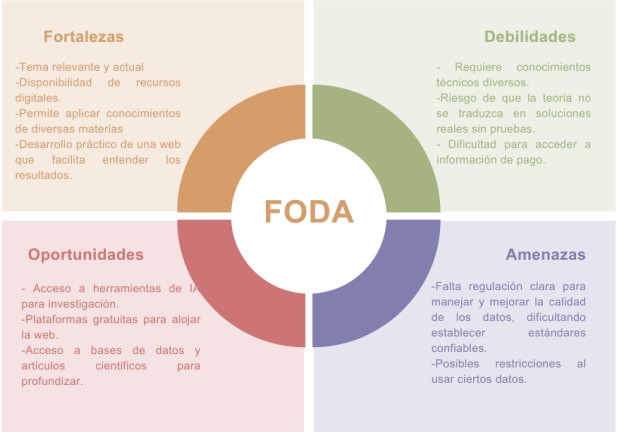 Fortalezas
-Tema relevante y actual
-Disponibilidad de recursos
digitales.
-Permite aplicar conocimientos
de diversas materias
-Desarrollo práctico de una web
que facilita entender los
resultados.
Debilidades
- Requiere conocimientos
técnicos diversos.
-Riesgo de que la teoría no
se traduzca en soluciones
reales sin pruebas.
- Dificultad para acceder a
información de pago.
FODA
Oportunidades
- Acceso a herramientas de IA
para investigación.
-Plataformas gratuitas para alojar
la web.
-Acceso a bases de datos y
artículos científicos para
profundizar.
Amenazas
-Falta regulación clara para
manejar y mejorar la calidad
de los datos, dificultando
establecer estándares
confiables.
-Posibles restricciones al
usar ciertos datos.